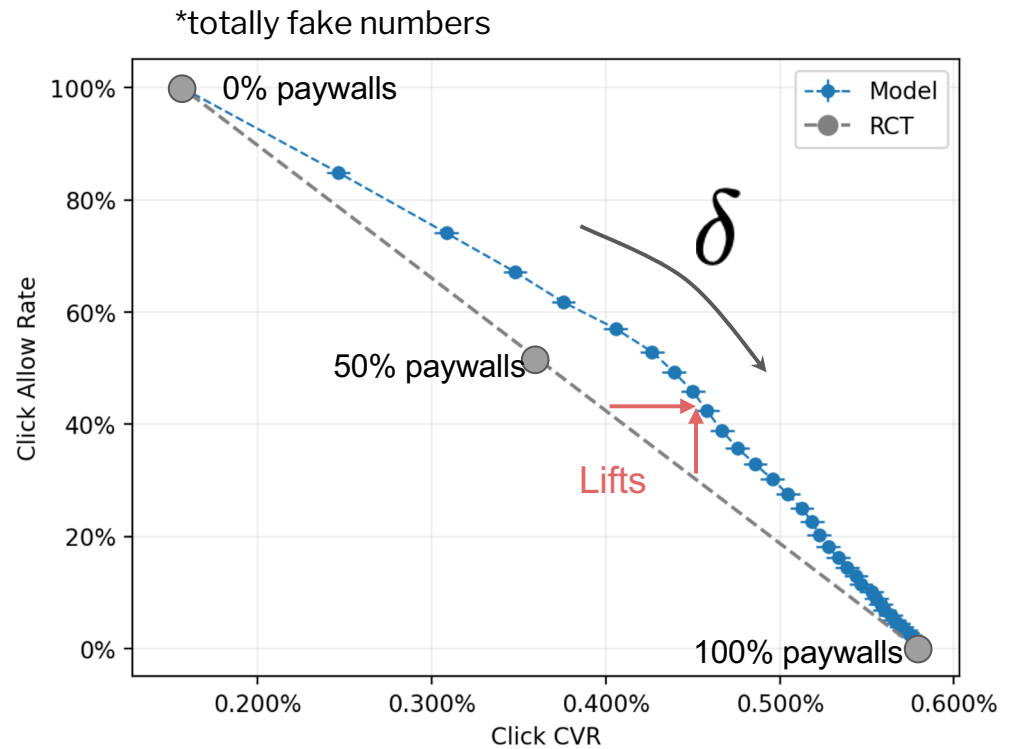 *totally fake numbers
100%
80%
60%
40%
20%
0%
Click Allow Rate
0% paywalls
Model
RCT
δ
50% paywalls
Lifts
100% paywalls
0.200%
0.300%
0.400%
0.500%
0.600%
Click CVR